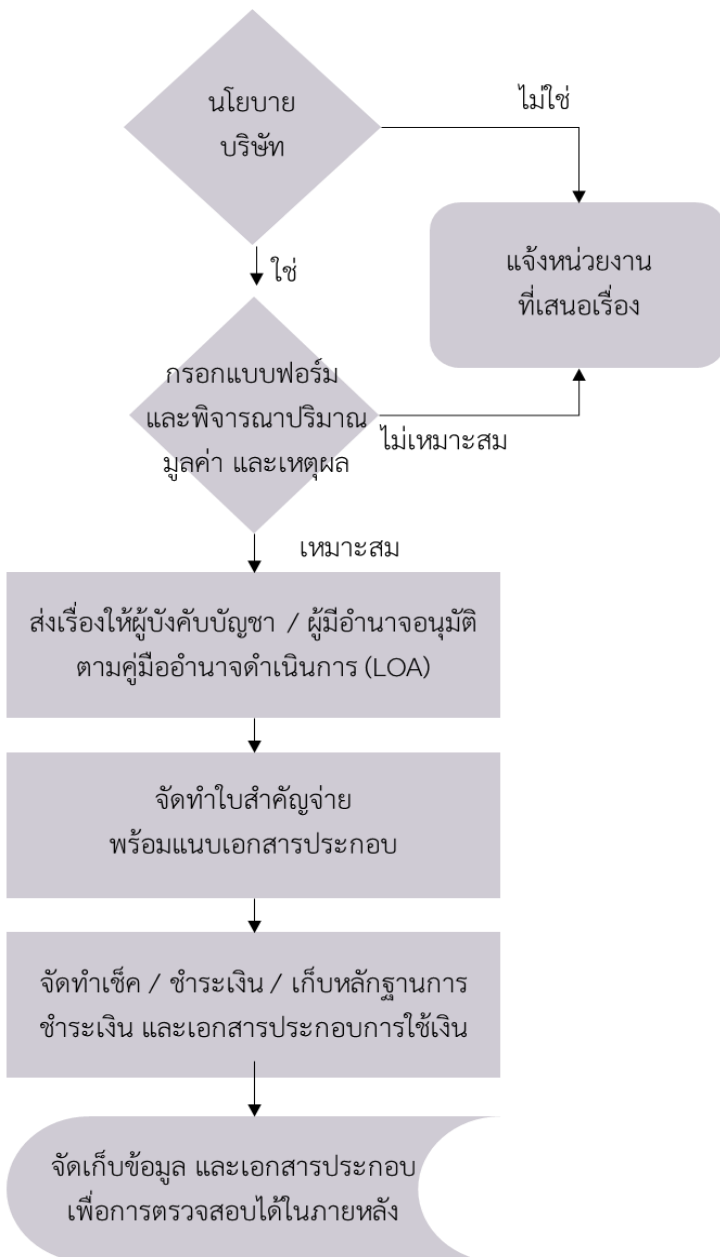 นโยบาย
บริษัท
ไม่ใช่
แจ้งหน่วยงาน
ที่เสนอเรื่อง
ใช่
กรอกแบบฟอร์ม
และพิจารณาปริมาณ
มูลค่า และเหตุผล
ไม่เหมาะสม
เหมาะสม
ส่งเรื่องให้ผู้บังคับบัญชา / ผู้มีอำนาจอนุมัติ
ตามคู่มืออำนาจดำเนินการ (LOA)
จัดทำใบสำคัญจ่าย
พร้อมแนบเอกสารประกอบ
จัดทำเช็ค / ชำระเงิน / เก็บหลักฐานการ
ชำระเงิน และเอกสารประกอบการใช้เงิน
จัดเก็บข้อมูล และเอกสารประกอบ
เพื่อการตรวจสอบได้ในภายหลัง